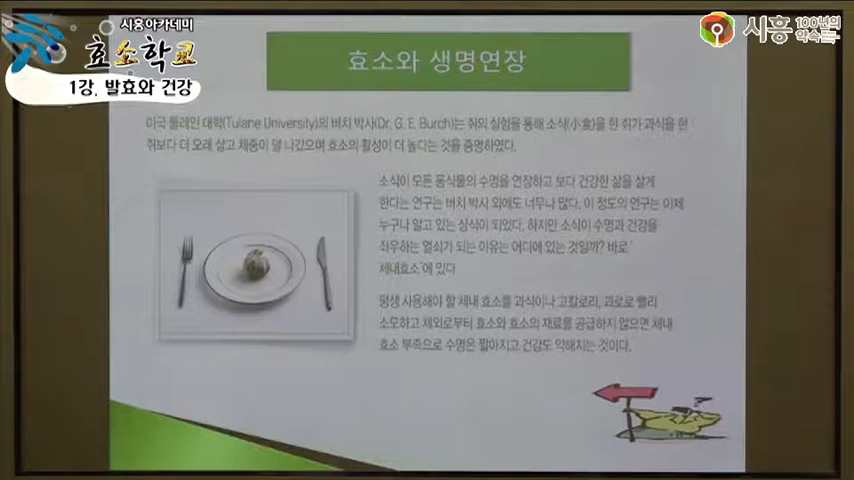 시흥아카데미
효소학교
1강. 발효와 건강
시흥 100년의 약속
효소와 생명연장
미국 툴레인 대학(Tulane University)의 버치 박사(Dr. G. E. Burch)는 쥐의 실험을 통해 소식(小食)을 한 쥐가 과식을 한
쥐보다 더 오래 살고 체중이 덜 나갔으며 효소의 활성이 더 높다는 것을 증명하였다.
소식이 모든 동식물의 수명을 연장하고 보다 건강한 삶을 살게
한다는 연구는 버치 박사 외에도 너무나 많다. 이 정도의 연구는 이제
누구나 알고 있는 상식이 되었다. 하지만 소식이 수명과 건강을
좌우하는 열쇠가 되는 이유는 어디에 있는 것일까? 바로 '
체내효소'에 있다
평생 사용해야 할 체내 효소를 과식이나 고칼로리, 과로로 빨리
소모하고 체외로부터 효소와 효소의 재료를 공급하지 않으면 체내
효소 부족으로 수명은 짧아지고 건강도 약해지는 것이다.